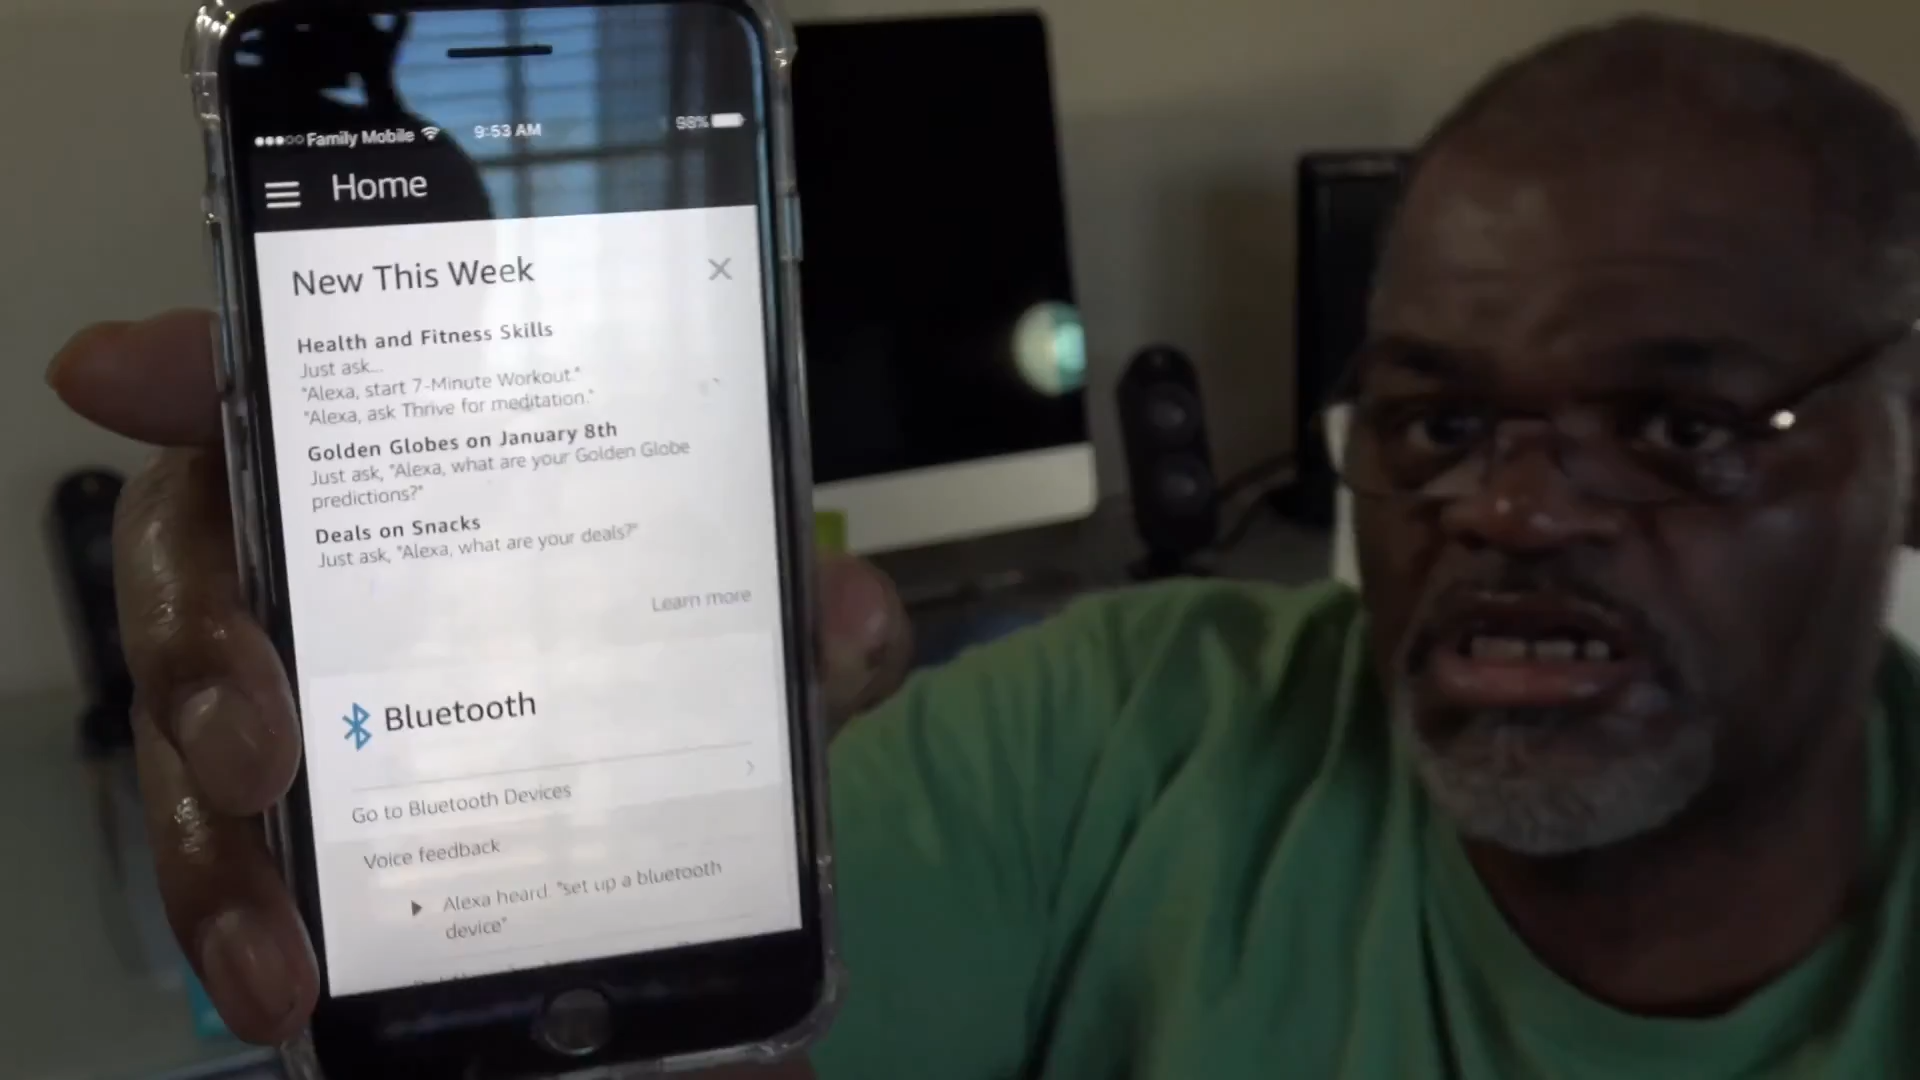 Family Mobile 9:53 AM 98%
Home
New This Week
Health and Fitness Skills
Just ask...
"Alexa, start 7-Minute Workout."
"Alexa, ask Thrive for meditation."
Golden Globes on January 8th
Just ask, "Alexa, what are your Golden Globe
predictions?"
Deals on Snacks
Just ask, "Alexa, what are your deals?"
Learn more
Bluetooth
Go to Bluetooth Devices
Voice feedback
Alexa heard: "set up a bluetooth
device"